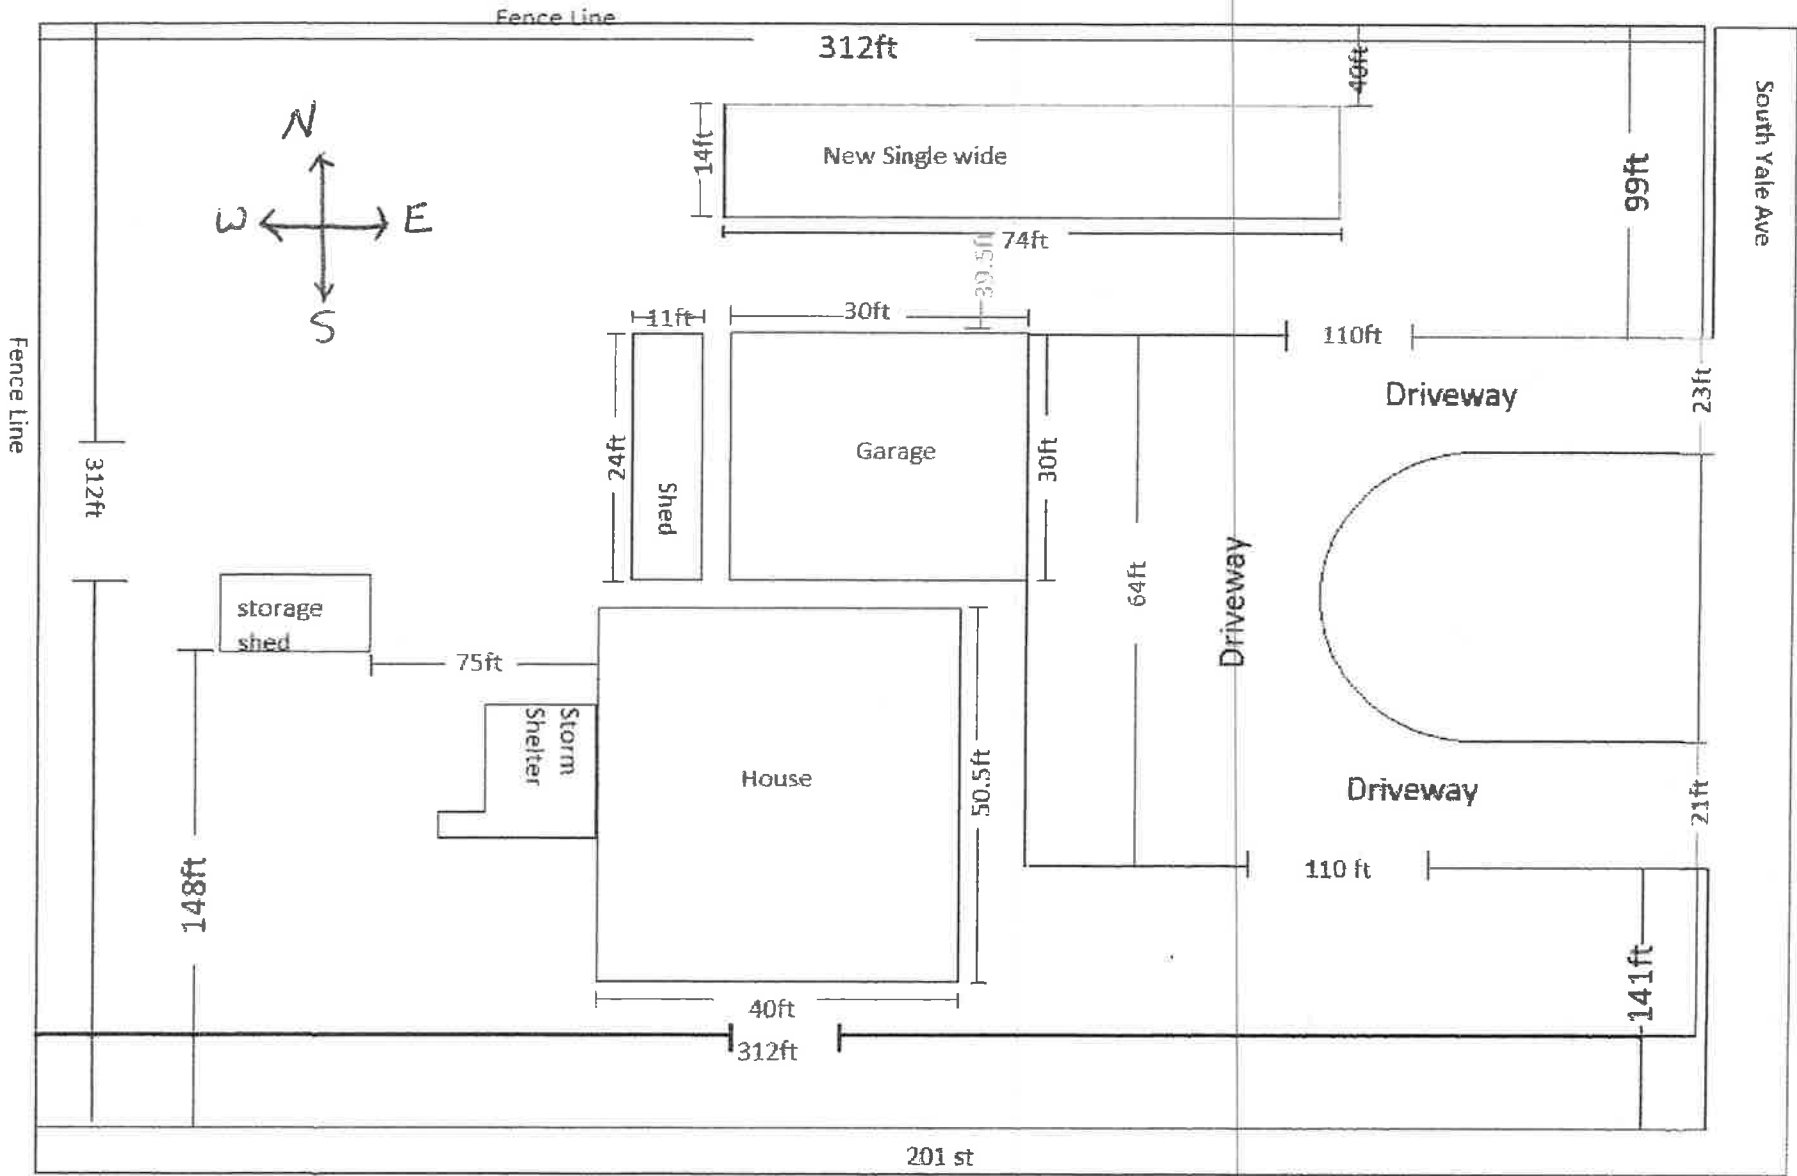 Fence Line
312ft
40ft
South Yale Ave
N
W E
S
14ft
New Single wide
99ft
74ft
39.5ft
11ft
30ft
110ft
Fence Line
Driveway
23ft
312ft
24ft
Shed
Garage
30ft
64ft
Driveway
storage
shed
75ft
Storm
Shelter
House
50.5ft
Driveway
21ft
148ft
110 ft
141ft
40ft
312ft
201 st